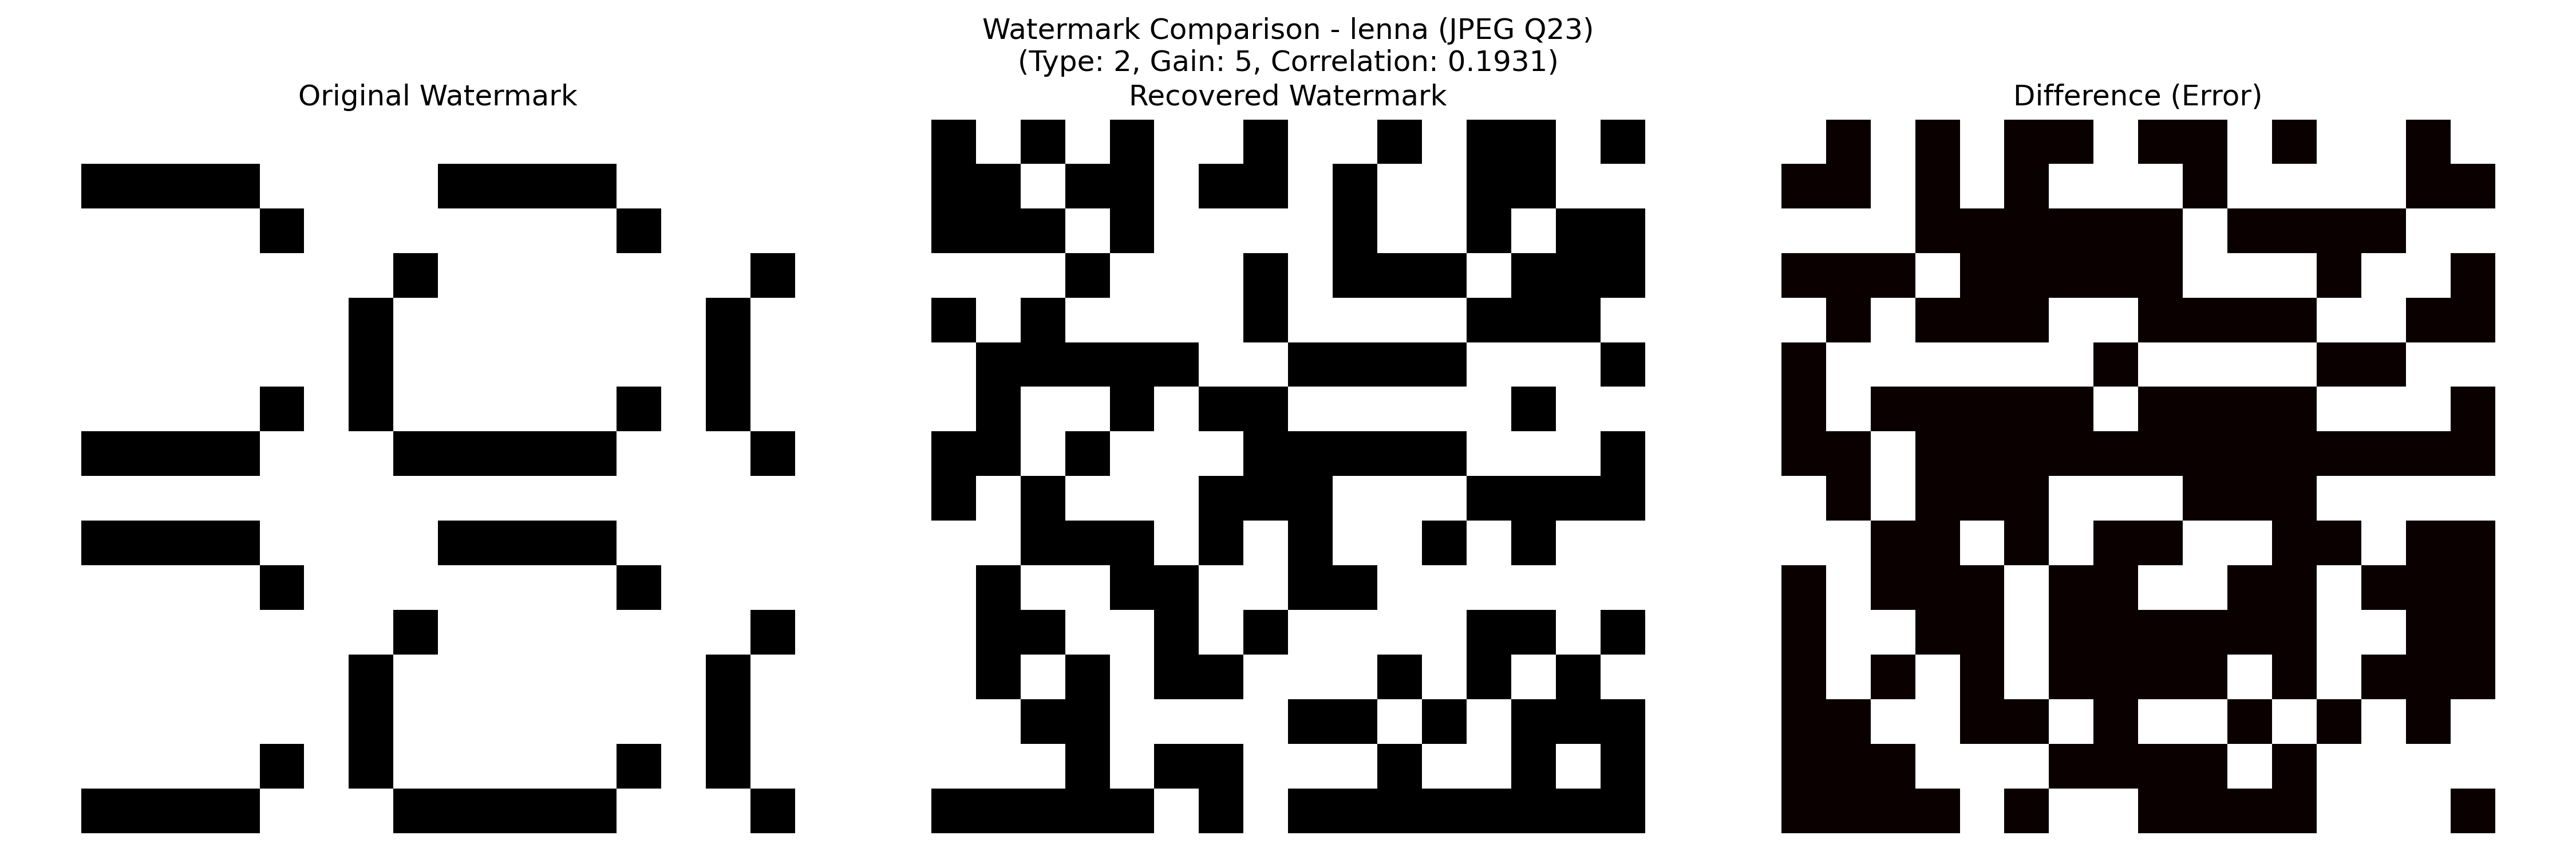 Watermark Comparison - lenna (JPEG Q23)
(Type: 2, Gain: 5, Correlation: 0.1931)
Original Watermark
Recovered Watermark
Difference (Error)